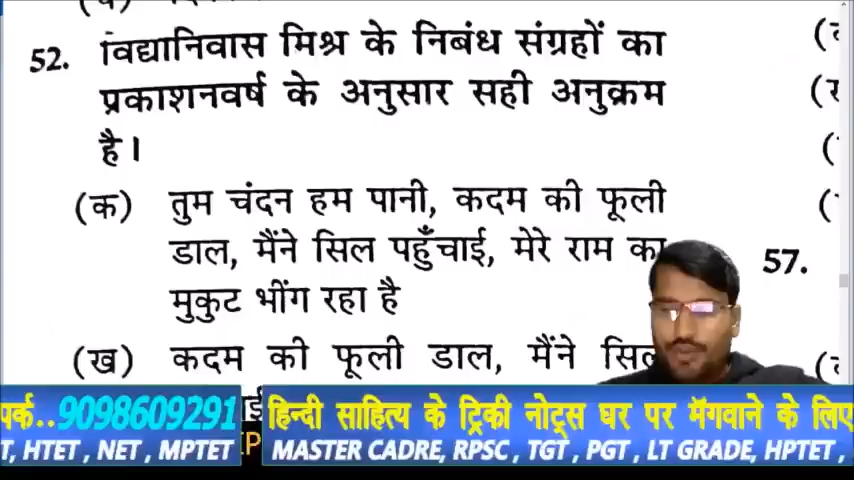 52. विद्यानिवास मिश्र के निबंध संग्रहों का
प्रकाशनवर्ष के अनुसार सही अनुक्रम
है।
(क) तुम चंदन हम पानी, कदम की फूली
डाल, मैंने सिल पहुँचाई, मेरे राम का
मुकुट भींग रहा है
57.
(ख) कदम की फूली डाल, मैंने सिल
पर्क..9098609291
हिन्दी साहित्य के ट्रिकी नोट्स घर पर मॅगवाने के लिए
T, HTET , NET , MPTET
MASTER CADRE, RPSC , TGT , PGT , LT GRADE, HPTET ,